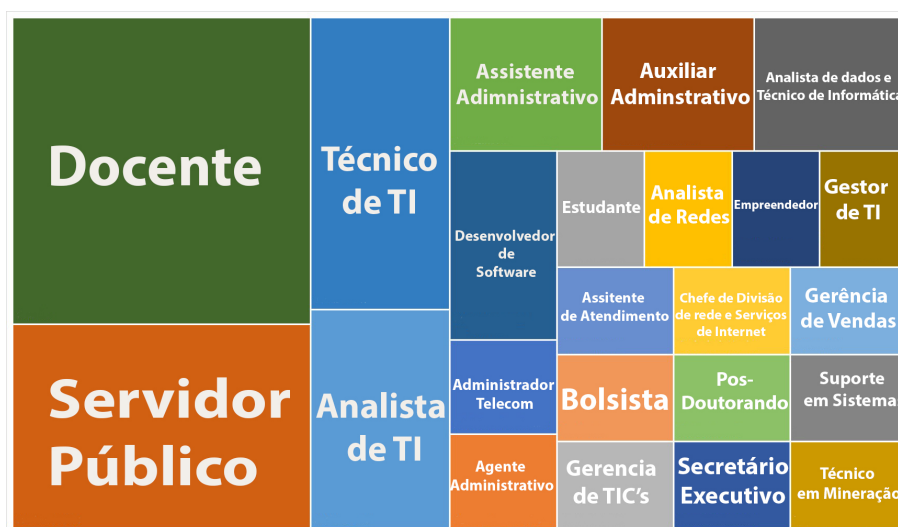 Docente
Servidor
Público
Técnico
de TI
Analista
de TI
Assistente
Adimnistrativo
Auxiliar
Adminstrativo
Analista de dados e
Técnico de Informática
Desenvolvedor
de
Software
Estudante
Analista
de Redes
Empreendedor
Gestor
de TI
Assitente
de Atendimento
Chefe de Divisão
de rede e Serviços
de Internet
Gerência
de Vendas
Administrador
Telecom
Bolsista
Pos-
Doutorando
Suporte
em Sistemas
Agente
Administrativo
Gerencia
de TIC's
Secretário
Executivo
Técnico
em Mineração